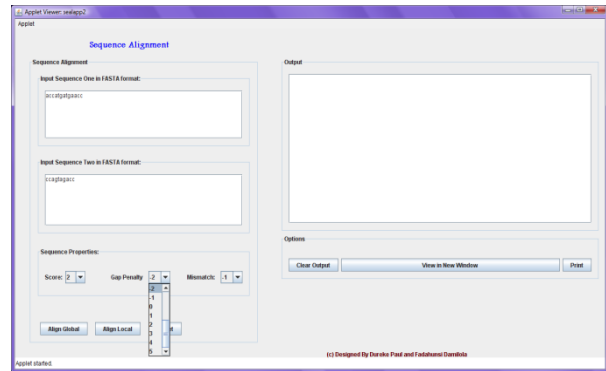 Applet Viewer: sealapp2
Applet
Sequence Alignment
Sequence Alignment
Input Sequence One in FASTA format:
accatgatgaacc
Input Sequence Two in FASTA format:
ccagtagacc
Sequence Properties:
Score: 2
Gap Penalty -2
Mismatch: -1
-2
-1
0
1
2
3
4
5
Align Global
Align Local
Output
Options
Clear Output
View in New Window
Print
(c) Designed By Duroke Paul and Fadahunsi Damilola
Applet started.